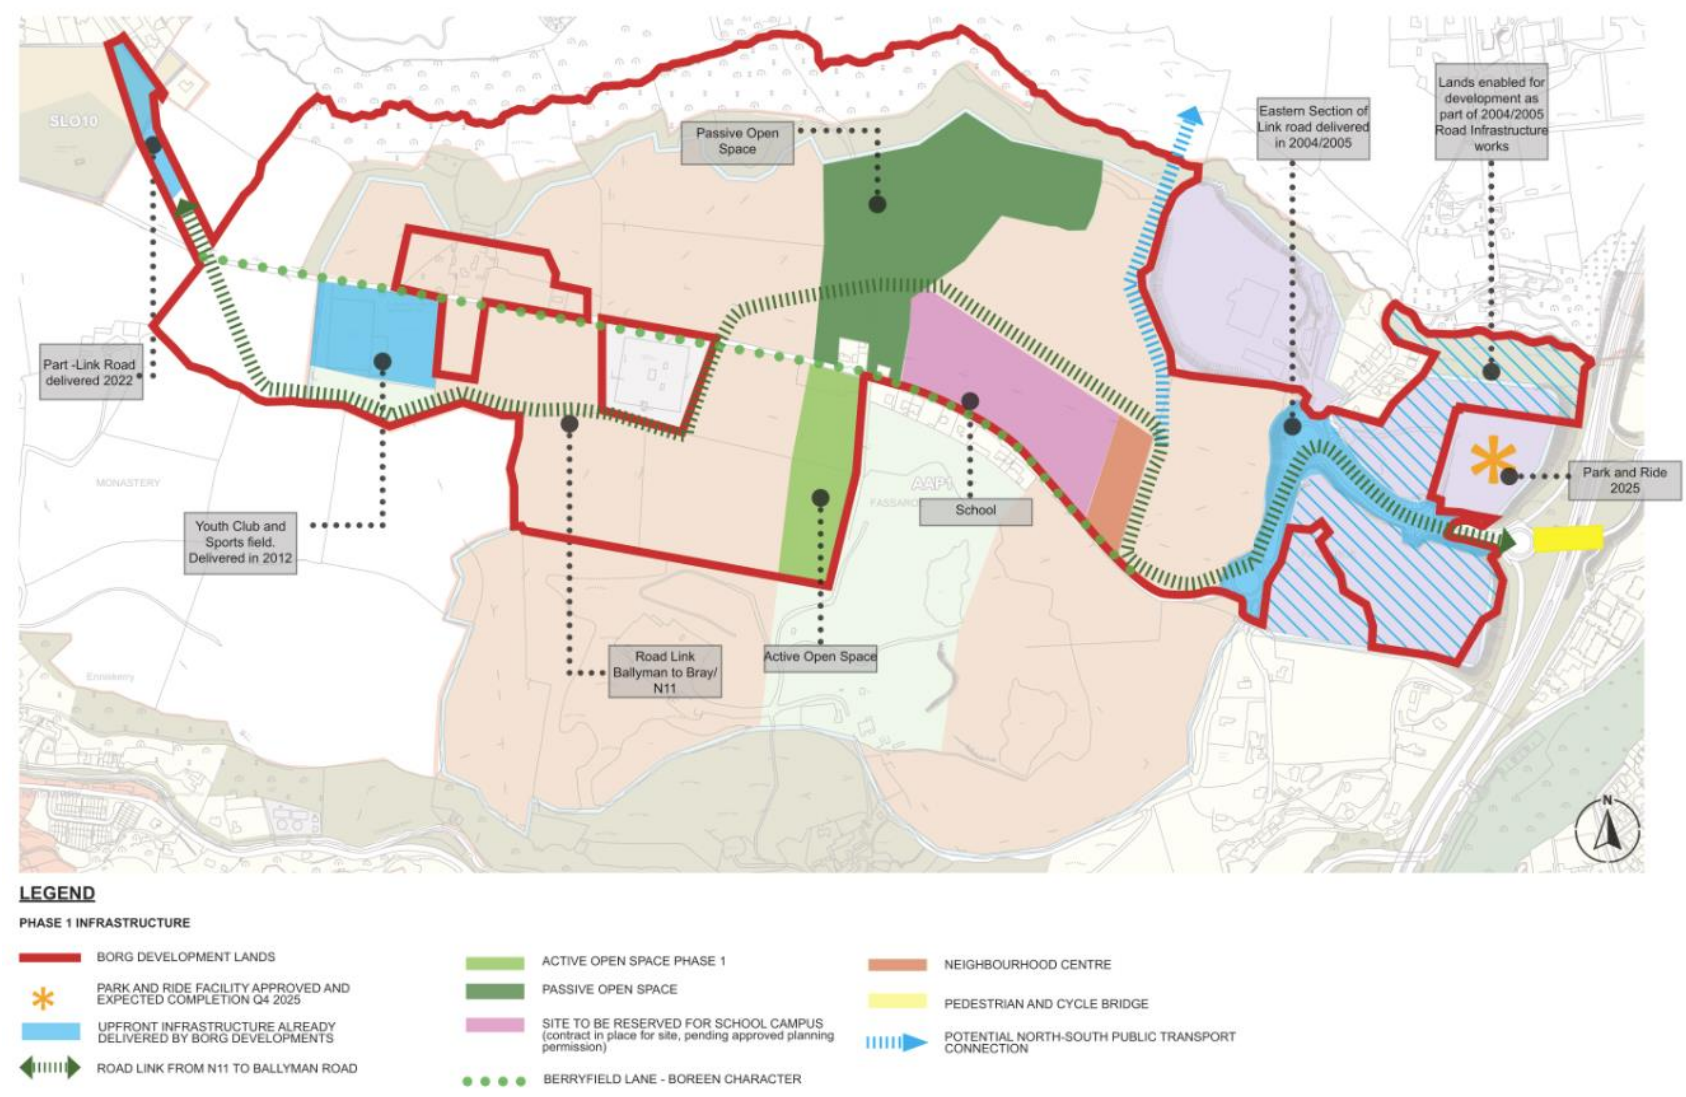 SLO10
Passive Open
Space
Eastern Section of
Link road delivered
in 2004/2005
Lands enabled for
development as
part of 2004/2005
Road Infrastructure
works
Part -Link Road
delivered 2022
MONASTERY
AAP1
FASSARO
Youth Club and
Sports field.
Delivered in 2012
School
Park and Ride
2025
Enniskerry
Road Link
Ballyman to Bray/
N11
Active Open Space
N
LEGEND
PHASE 1 INFRASTRUCTURE
BORG DEVELOPMENT LANDS
PARK AND RIDE FACILITY APPROVED AND
EXPECTED COMPLETION Q4 2025
UPFRONT INFRASTRUCTURE ALREADY
DELIVERED BY BORG DEVELOPMENTS
ROAD LINK FROM N11 TO BALLYMAN ROAD
ACTIVE OPEN SPACE PHASE 1
PASSIVE OPEN SPACE
SITE TO BE RESERVED FOR SCHOOL CAMPUS
(contract in place for site, pending approved planning
permission)
BERRYFIELD LANE - BOREEN CHARACTER
NEIGHBOURHOOD CENTRE
PEDESTRIAN AND CYCLE BRIDGE
POTENTIAL NORTH-SOUTH PUBLIC TRANSPORT
CONNECTION